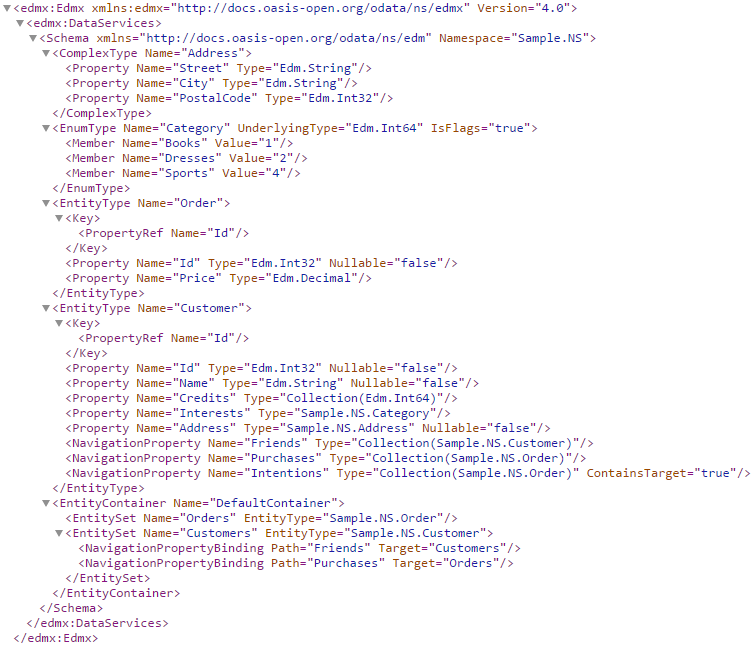 <edmx:Edmx xmlns:edmx="http://docs.oasis-open.org/odata/ns/edmx" Version="4.0">
<edm:DataServices>
<Schema xmlns="http://docs.oasis-open.org/odata/ns/edm" Namespace="Sample.NS">
<ComplexType Name="Address">
<Property Name="Street" Type="Edm.String"/>
<Property Name="City" Type="Edm.String"/>
<Property Name="PostalCode" Type="Edm.Int32"/>
</ComplexType>
<EnumType Name="Category" UnderlyingType="Edm.Int64" IsFlags="true">
<Member Name="Books" Value="1"/>
<Member Name="Dresses" Value="2"/>
<Member Name="Sports" Value="4"/>
</EnumType>
<EntityType Name="Order">
<Key>
<PropertyRef Name="Id"/>
</Key>
<Property Name="Id" Type="Edm.Int32" Nullable="false"/>
<Property Name="Price" Type="Edm.Decimal"/>
</EntityType>
<EntityType Name="Customer">
<Key>
<PropertyRef Name="Id"/>
</Key>
<Property Name="Id" Type="Edm.Int32" Nullable="false"/>
<Property Name="Name" Type="Edm.String" Nullable="false"/>
<Property Name="Credits" Type="Collection(Edm.Int64)"/>
<Property Name="Interests" Type="Sample.NS.Category"/>
<Property Name="Address" Type="Sample.NS.Address" Nullable="false"/>
<NavigationProperty Name="Friends" Type="Collection(Sample.NS.Customer)"/>
<NavigationProperty Name="Purchases" Type="Collection(Sample.NS.Order)"/>
<NavigationProperty Name="Intentions" Type="Collection(Sample.NS.Order)" ContainsTarget="true"/>
</EntityType>
<EntityContainer Name="DefaultContainer">
<EntitySet Name="Orders" EntityType="Sample.NS.Order"/>
<EntitySet Name="Customers" EntityType="Sample.NS.Customer">
<NavigationPropertyBinding Path="Friends" Target="Customers"/>
<NavigationPropertyBinding Path="Purchases" Target="Orders"/>
</EntitySet>
</EntityContainer>
</Schema>
</edmx:DataServices>
</edmx:Edmx>